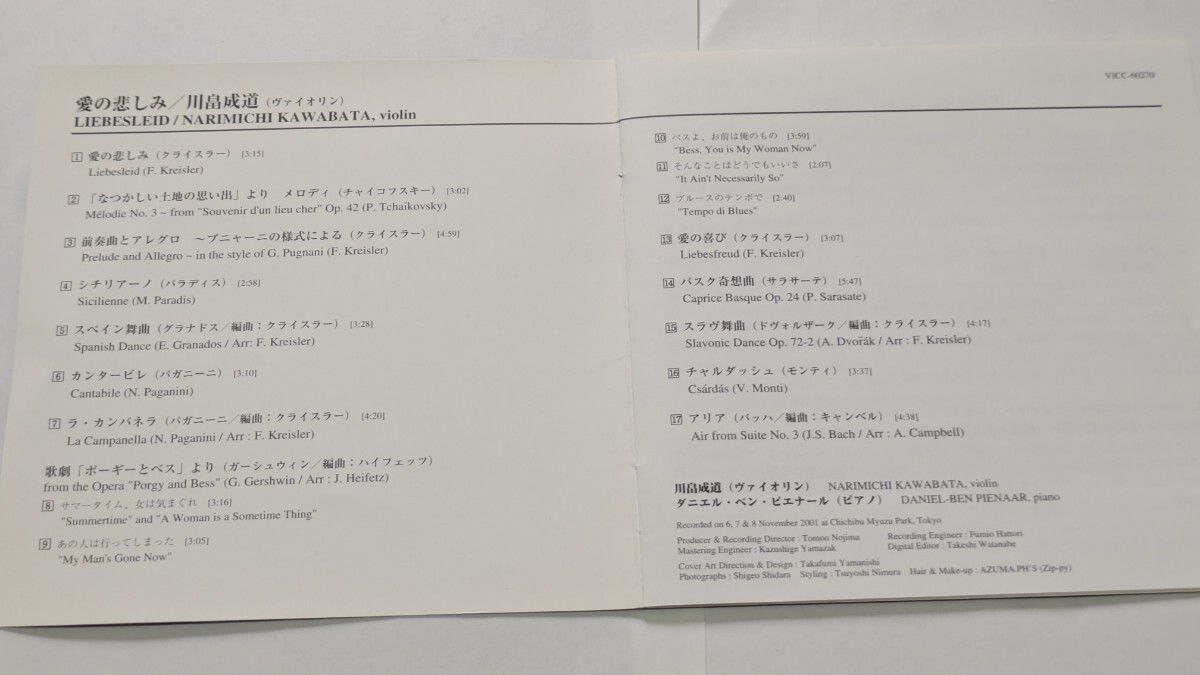 愛の悲しみ／川畠成道（ヴァイオリン）
LIEBESLEID / NARIMICHI KAWABATA, violin
1 愛の悲しみ（クライスラー） [3:15]
Liebesleid (F. Kreisler)
2 「なつかしい土地の思い出」より　メロディ（チャイコフスキー） [3:02]
Mélodie No. 3 – from "Souvenir d'un lieu cher" Op. 42 (P. Tchaikovsky)
3 前奏曲とアレグロ　～プニャーニの様式による（クライスラー） [4:59]
Prelude and Allegro ~ in the style of G. Pugnani (F. Kreisler)
4 シチリアーノ（パラディス） [2:58]
Sicilienne (M. Paradis)
5 スペイン舞曲（グラナドス／編曲：クライスラー） [3:28]
Spanish Dance (E. Granados / Arr: F. Kreisler)
6 カンタービレ（パガニーニ） [3:10]
Cantabile (N. Paganini)
7 ラ・カンパネラ（パガニーニ／編曲：クライスラー） [4:20]
La Campanella (N. Paganini / Arr : F. Kreisler)
歌劇「ポーギーとベス」より（ガーシュウィン／編曲：ハイフェッツ）
from the Opera "Porgy and Bess" (G. Gershwin / Arr : J. Heifetz)
8 サマータイム、女は気まぐれ [3:16]
"Summertime" and "A Woman is a Sometime Thing"
9 あの人は行ってしまった [3:05]
"My Man's Gone Now"
VICC-60270
10 ベスよ、お前は俺のもの [3:59]
"Bess, You is My Woman Now"
11 そんなことはどうでもいいさ [2:07]
"It Ain't Necessarily So"
12 ブルースのテンポで [2:40]
"Tempo di Blues"
13 愛の喜び（クライスラー） [3:07]
Liebesfreud (F. Kreisler)
14 バスク奇想曲（サラサーテ） [5:47]
Caprice Basque Op. 24 (P. Sarasate)
15 スラヴ舞曲（ドヴォルザーク／編曲：クライスラー） [4:17]
Slavonic Dance Op. 72-2 (A. Dvořák / Arr : F. Kreisler)
16 チャルダッシュ（モンティ） [3:37]
Csárdás (V. Monti)
17 アリア（バッハ／編曲：キャンベル） [4:38]
Air from Suite No. 3 (J.S. Bach / Arr : A. Campbell)
川畠成道（ヴァイオリン）　NARIMICHI KAWABATA, violin
ダニエル・ベン・ピエナール（ピアノ）　DANIEL-BEN PIENAAR, piano
Recorded on 6, 7 & 8 November 2001 at Chichibu Myuzu Park, Tokyo
Producer & Recording Director : Tomoo Nojima　Recording Engineer : Fumio Hattori
Mastering Engineer : Kazushige Yamazak　Digital Editor : Takeshi Watanabe
Cover Art Direction & Design : Takafumi Yamanishi
Photographs : Shigeo Shidara　Styling : Tsuyoshi Nimura　Hair & Make-up : AZUMA,PH'S (Zip-py)